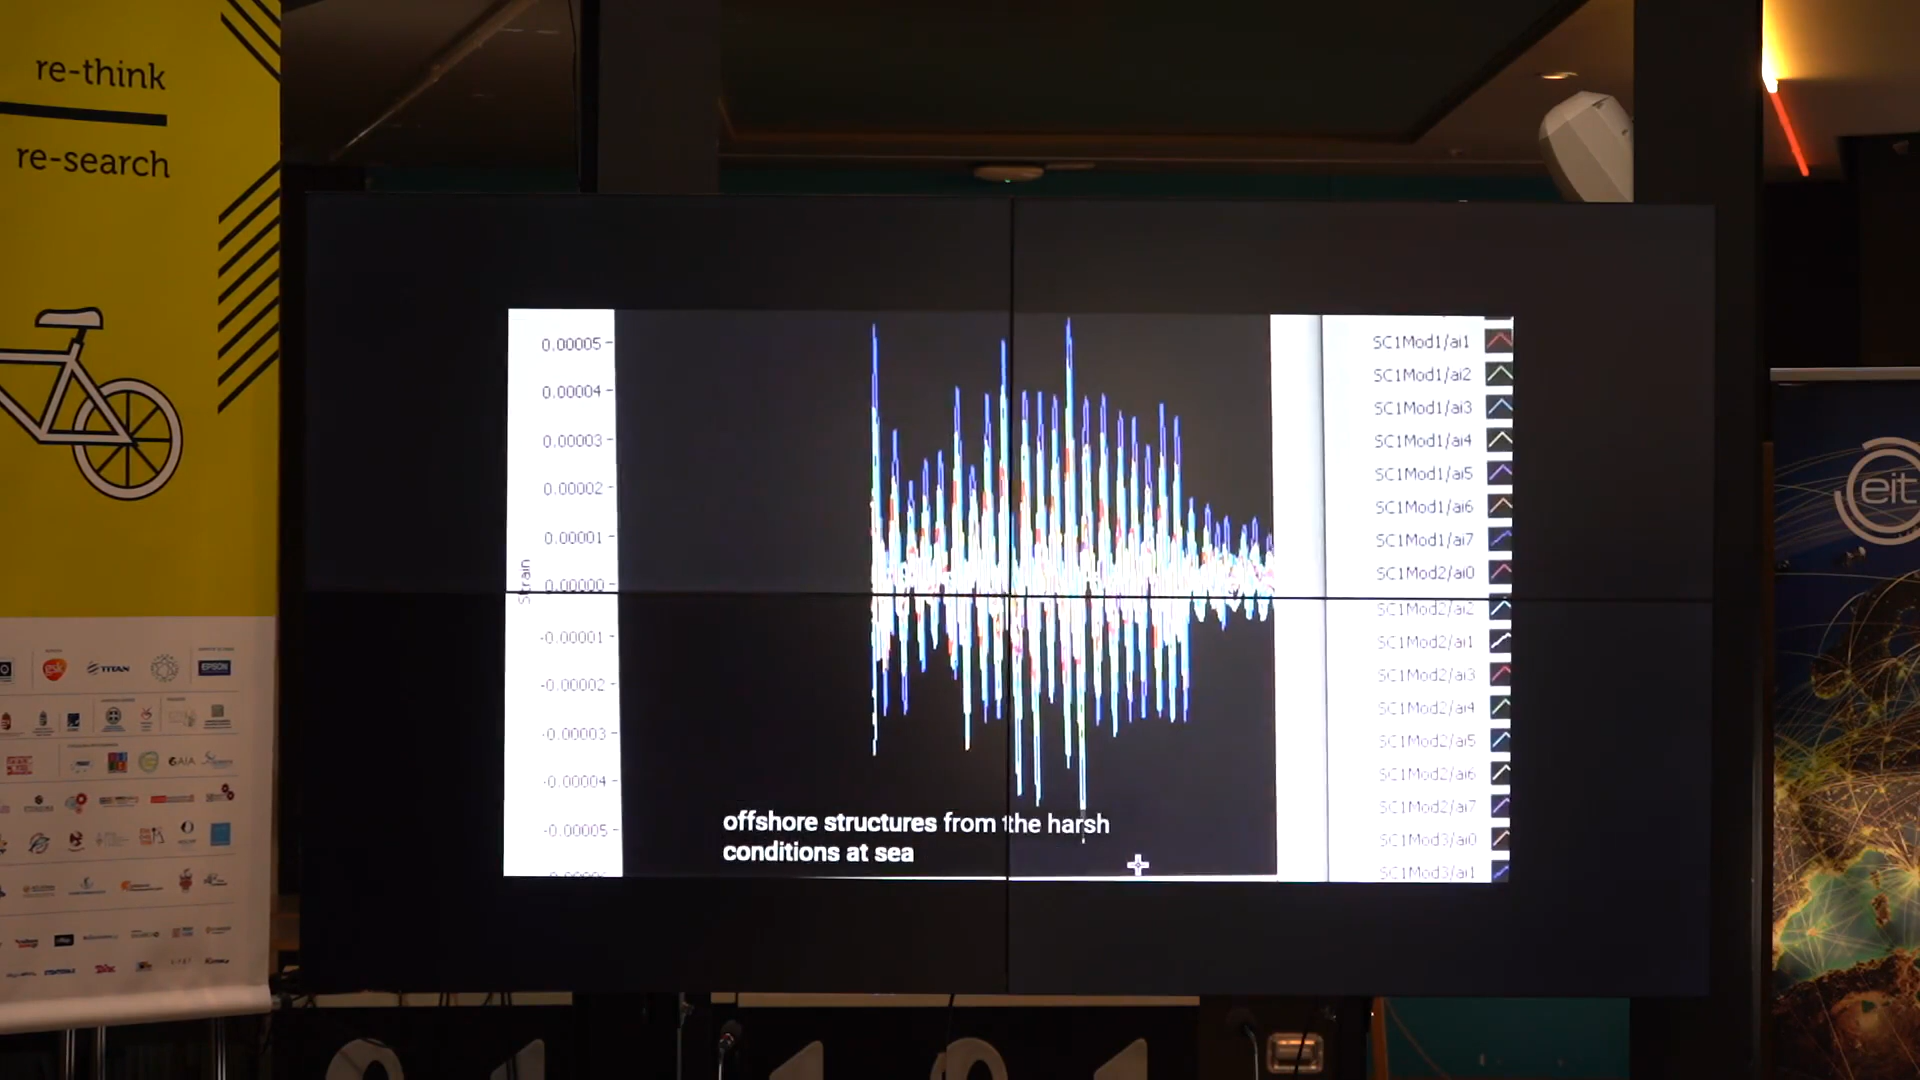 re-think
re-search
TITAN
EPSON
GAIA
0.00005
0.00004
0.00003
0.00002
0.00001
0.00000
-0.00001
-0.00002
-0.00003
-0.00004
-0.00005
Strain
offshore structures from the harsh
conditions at sea
SC1Mod1/ai1
SC1Mod1/ai2
SC1Mod1/ai3
SC1Mod1/ai4
SC1Mod1/ai5
SC1Mod1/ai6
SC1Mod1/ai7
SC1Mod2/ai0
SC1Mod2/ai2
SC1Mod2/ai1
SC1Mod2/ai3
SC1Mod2/ai4
SC1Mod2/ai5
SC1Mod2/ai6
SC1Mod2/ai7
SC1Mod3/ai0
SC1Mod3/ai1
eit